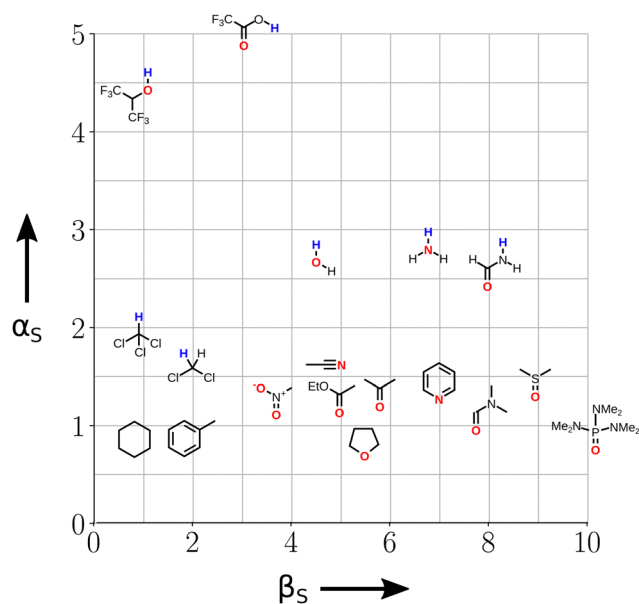 F₃C O H
O
5
H
F₃C O
CF₃
4
3
H
O
H
H
H N H
H
H N H
O
αS
H
Cl Cl
Cl
2
H H
Cl Cl
N
-O N+
O
EtO
O
O
N
N
O
S
O
NMe₂
Me₂N P NMe₂
O
O
1
0
0 2 4 6 8 10
βS